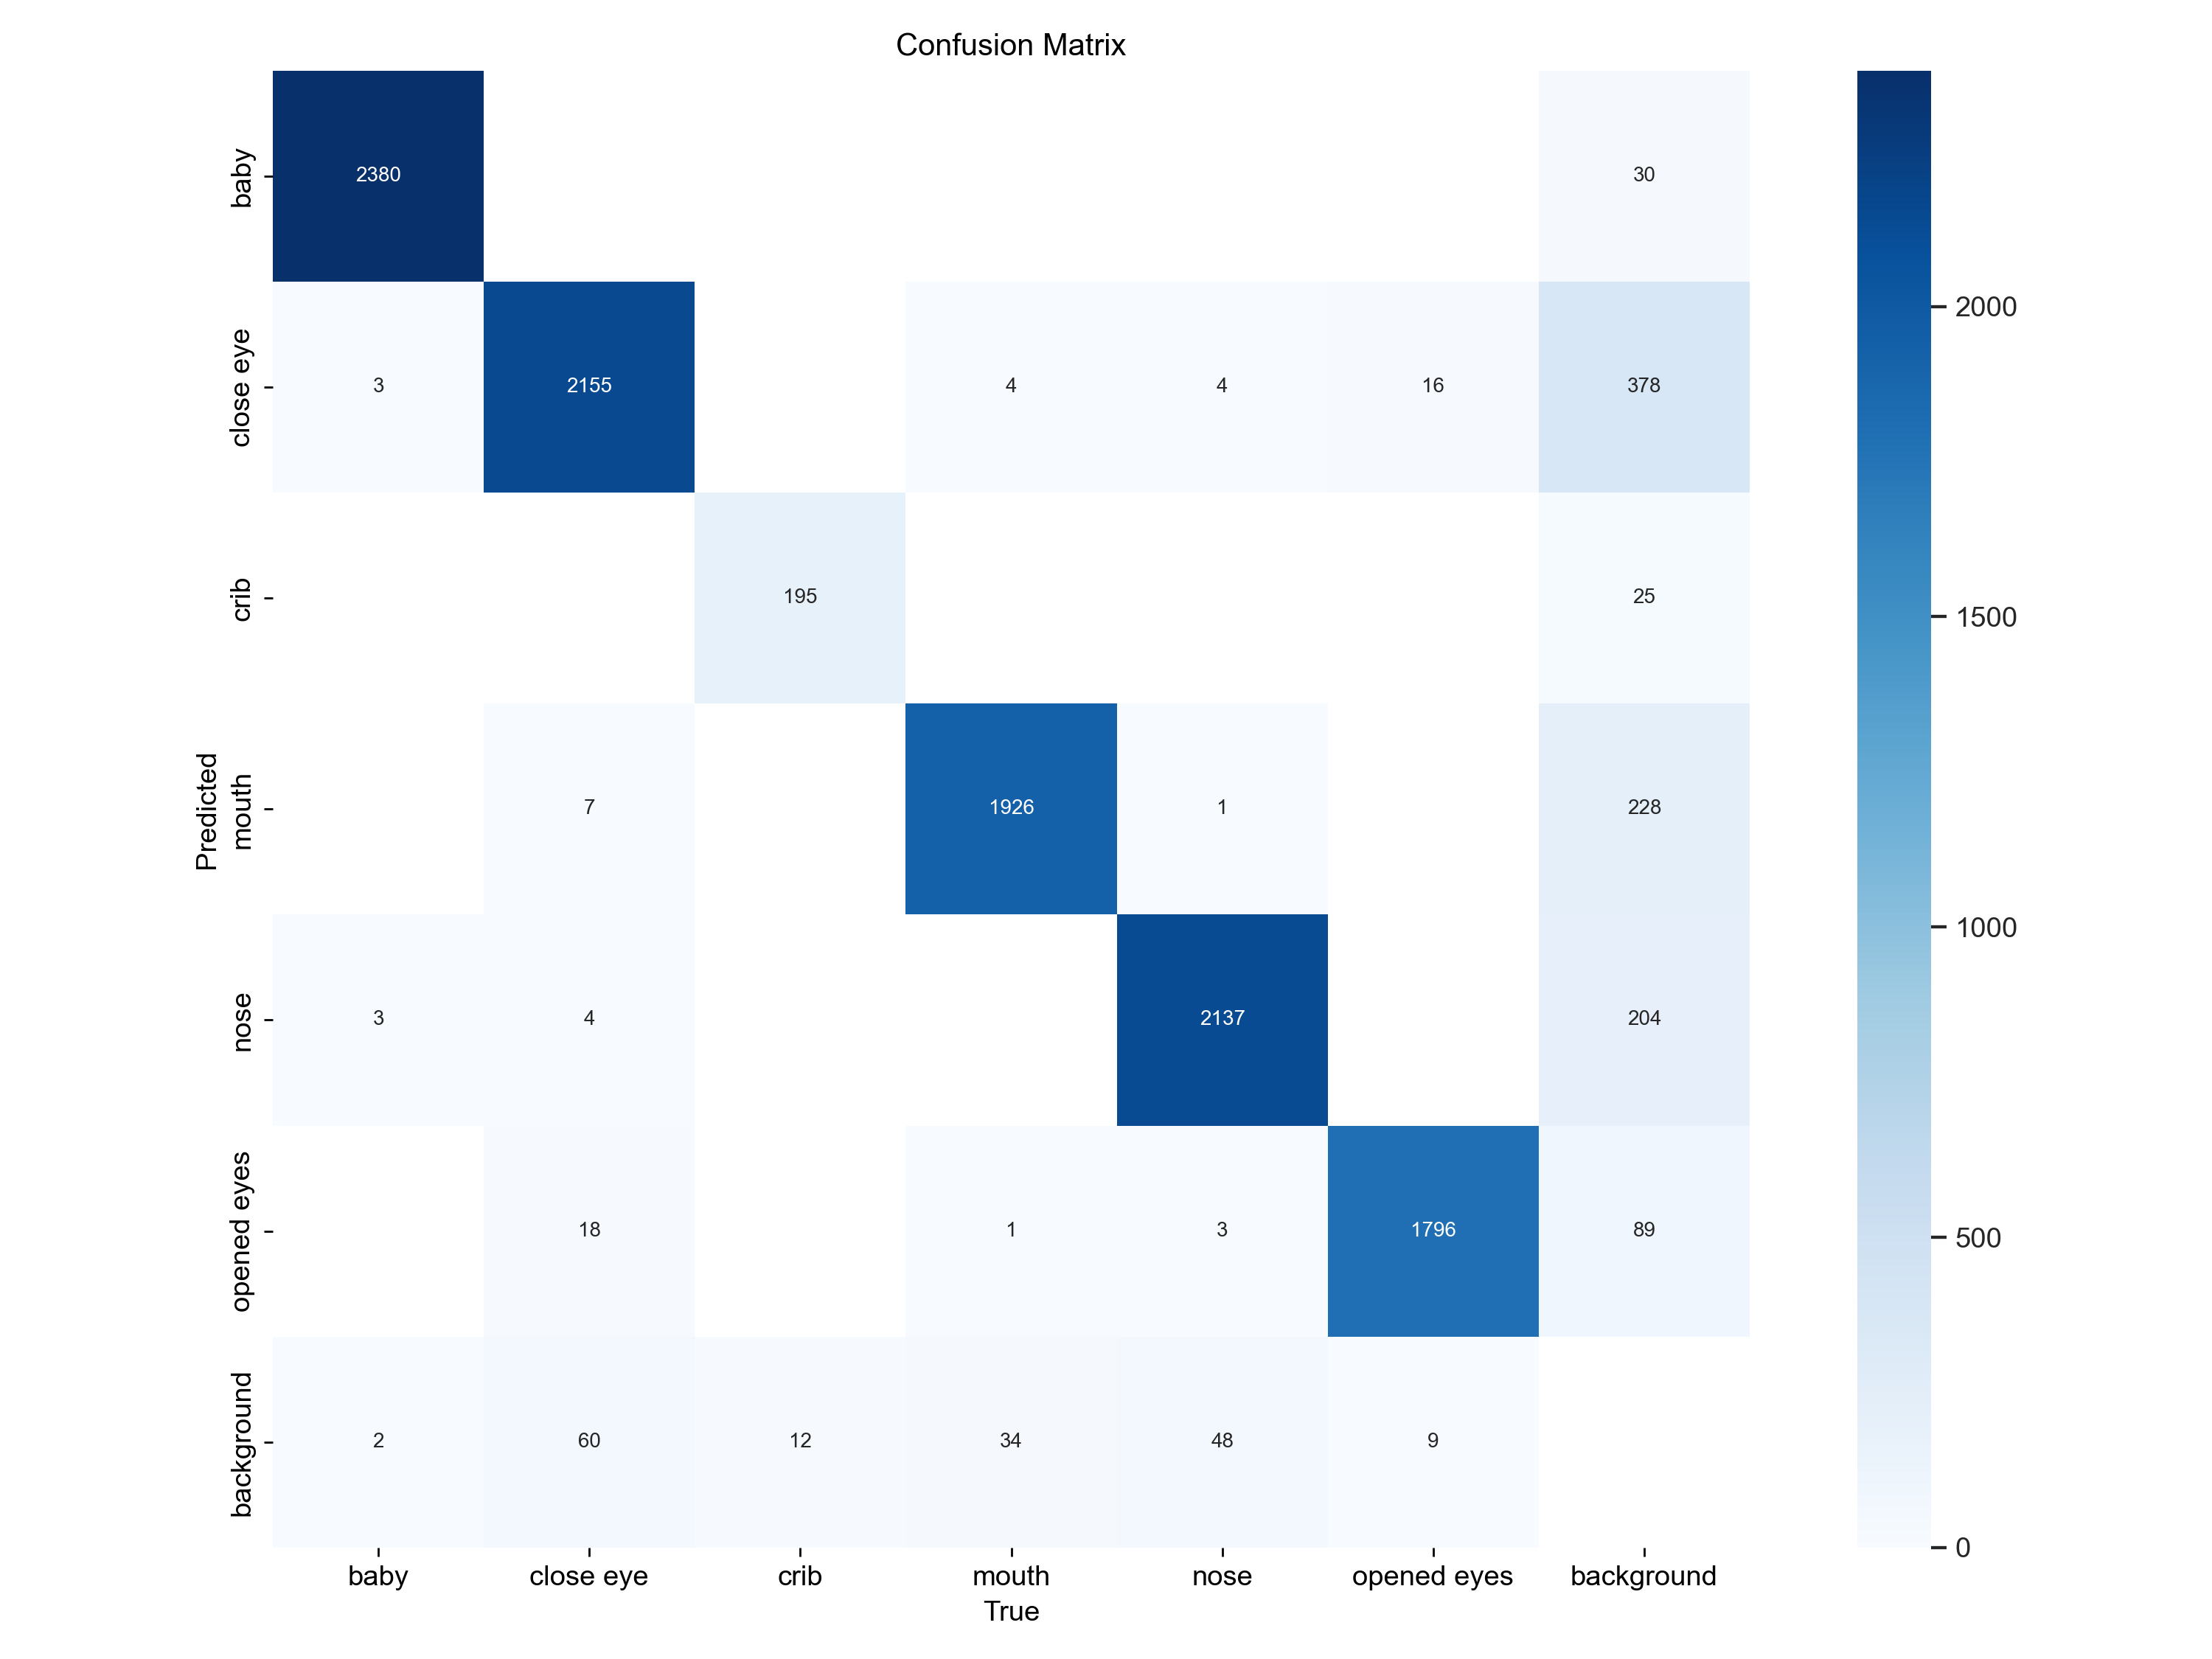 Confusion Matrix
Predicted
baby
2380
30
close eye
3
2155
4
4
16
378
crib
195
25
mouth
7
1926
1
228
nose
3
4
2137
204
opened eyes
18
1
3
1796
89
background
2
60
12
34
48
9
baby
close eye
crib
mouth
nose
opened eyes
background
True
2000
1500
1000
500
0